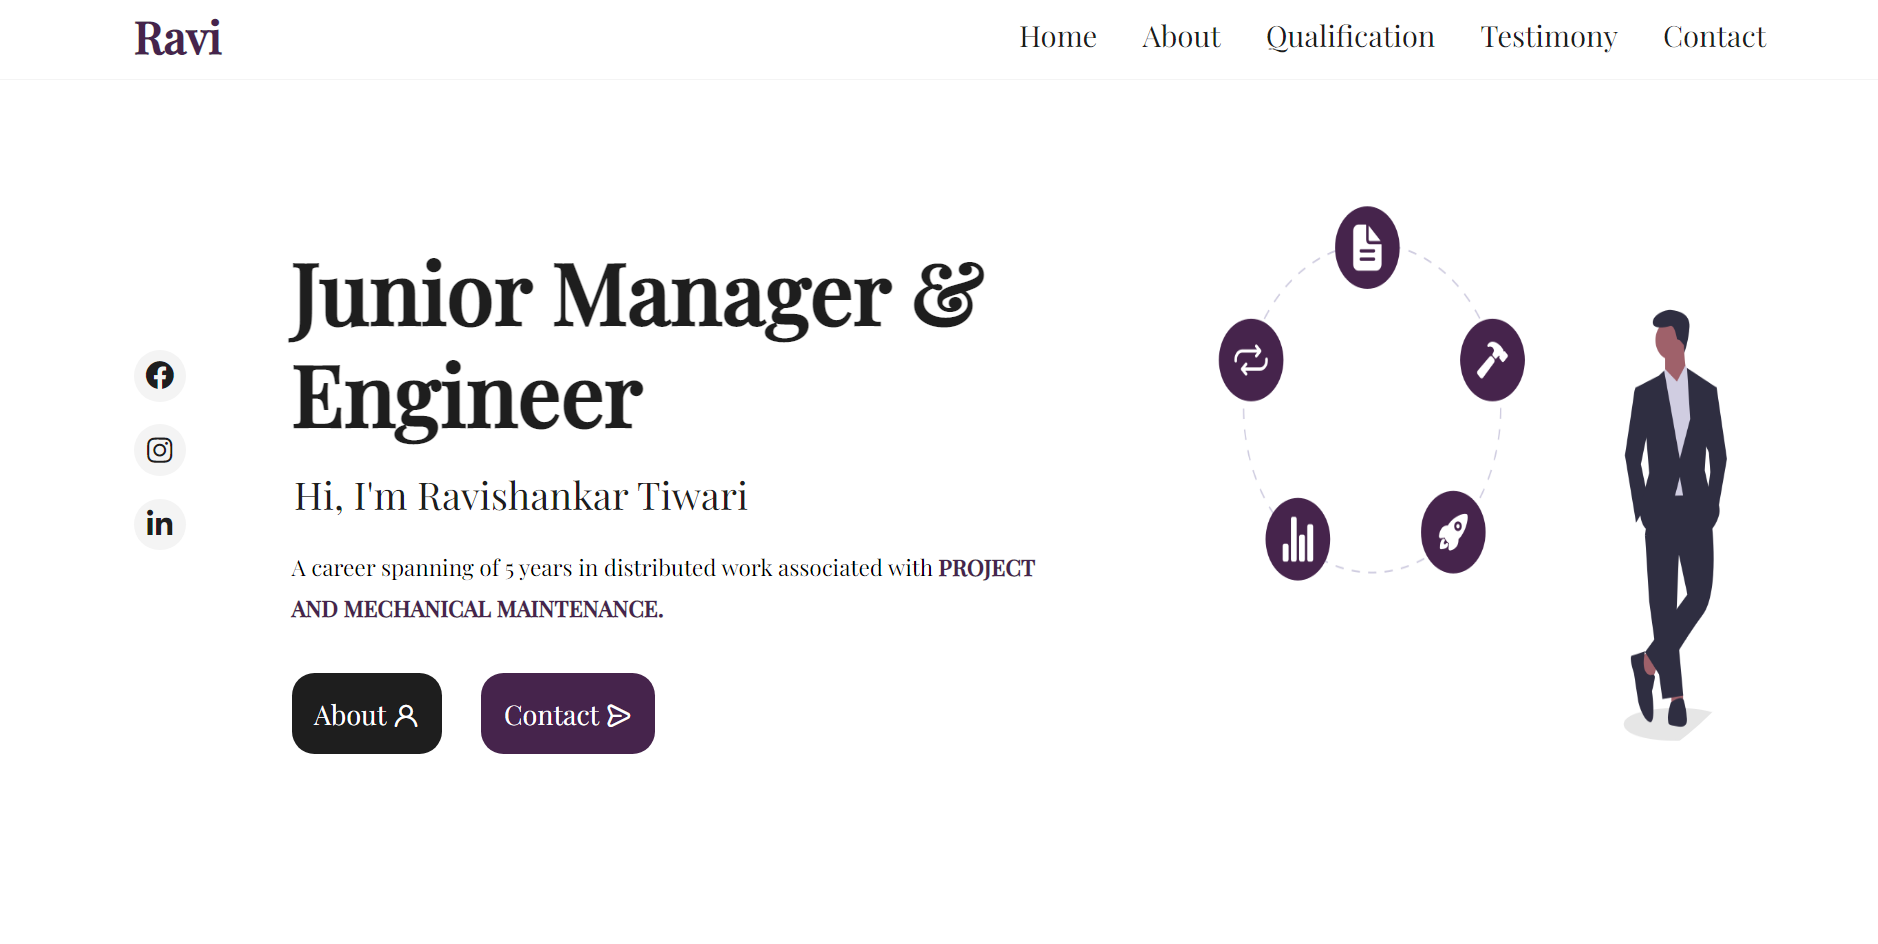 Ravi
Home About Qualification Testimony Contact
Junior Manager &
Engineer
Hi, I'm Ravishankar Tiwari
A career spanning of 5 years in distributed work associated with PROJECT
AND MECHANICAL MAINTENANCE.
About
Contact